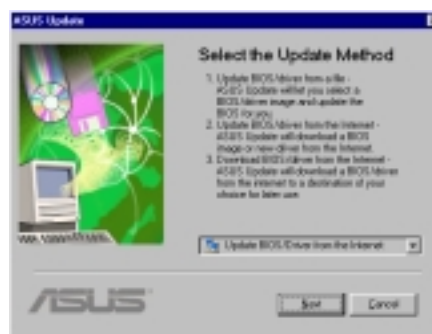 ASUS Update
Select the Update Method
1. Update BIOS/driver from a file -
ASUS Update will let you select a
BIOS/driver image and update the
BIOS for you.
2. Update BIOS/driver from the Internet -
ASUS Update will download a BIOS
image or new driver from the Internet.
3. Download BIOS/driver from the Internet -
ASUS Update will download a BIOS/driver
from the internet to a destination of your
choice for later use.
Update BIOS/Driver from the Internet
ASUS
Next
Cancel